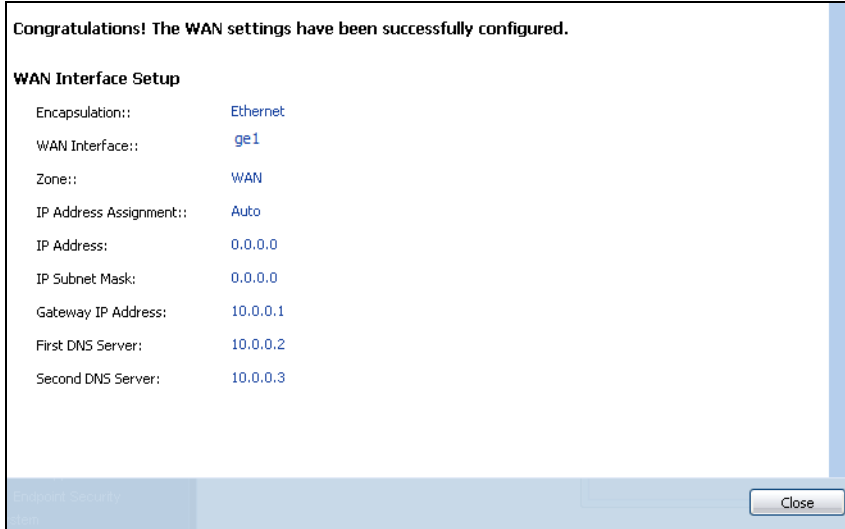 Congratulations! The WAN settings have been successfully configured.
WAN Interface Setup
Encapsulation:: Ethernet
WAN Interface:: ge1
Zone:: WAN
IP Address Assignment:: Auto
IP Address: 0.0.0.0
IP Subnet Mask: 0.0.0.0
Gateway IP Address: 10.0.0.1
First DNS Server: 10.0.0.2
Second DNS Server: 10.0.0.3
Endpoint Security
Close